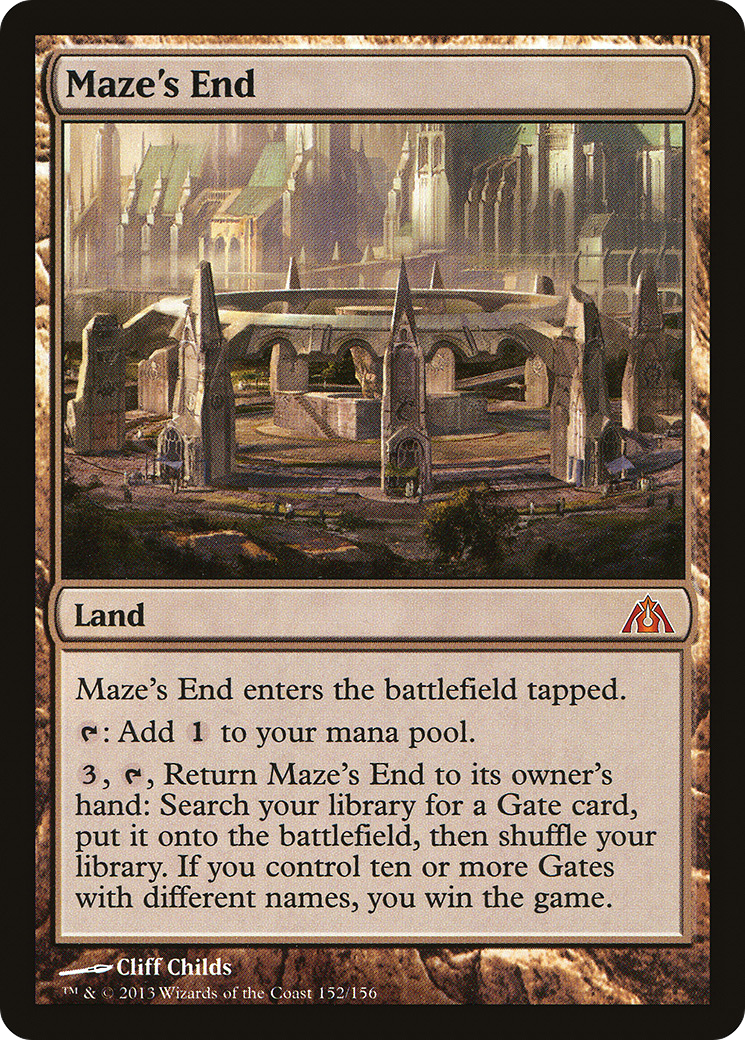 Maze's End
Land
Maze's End enters the battlefield tapped.
: Add 1 to your mana pool.
3, , Return Maze's End to its owner's
hand: Search your library for a Gate card,
put it onto the battlefield, then shuffle your
library. If you control ten or more Gates
with different names, you win the game.
Cliff Childs
™ & © 2013 Wizards of the Coast 152/156